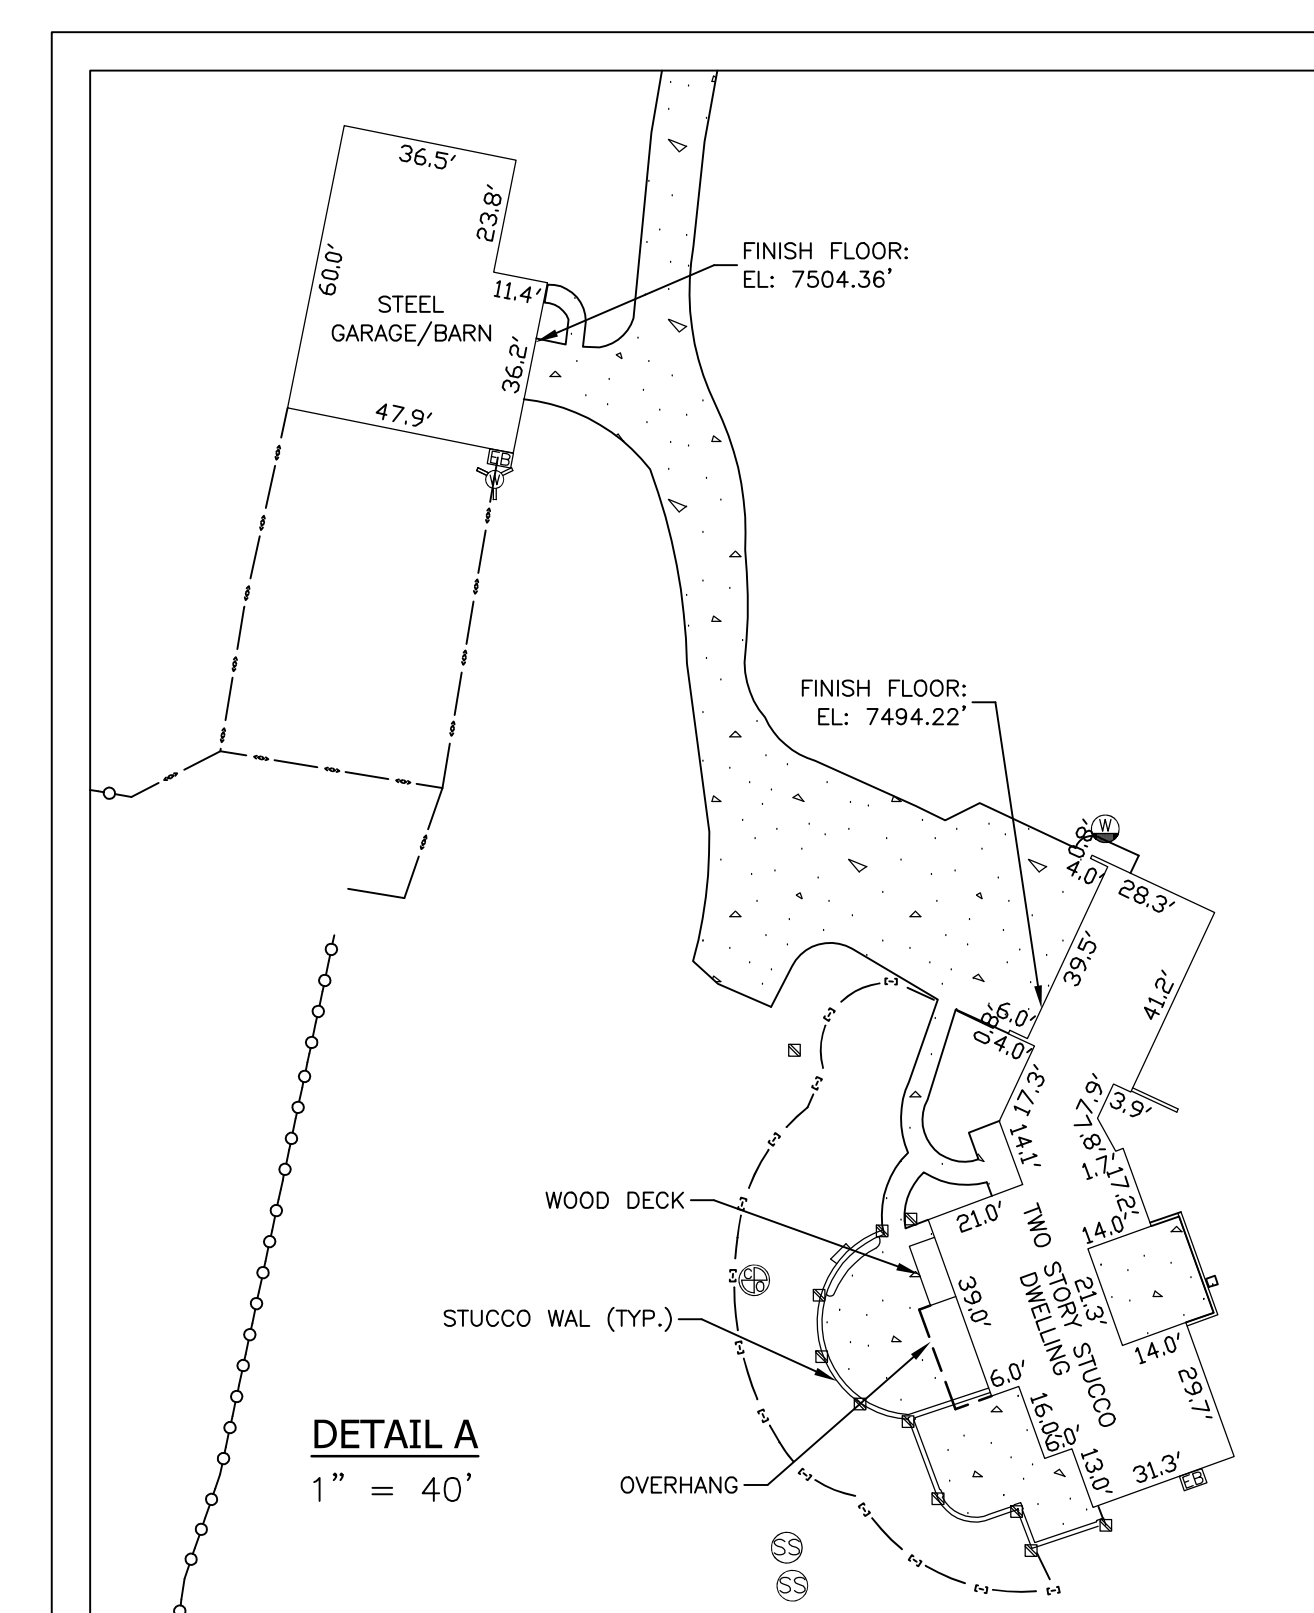 36.5'
23.8'
60.0'
FINISH FLOOR:
EL: 7504.36'
11.4'
STEEL
GARAGE/BARN
36.2'
47.9'
EB
W
FINISH FLOOR:
EL: 7494.22'
W
0.8'
4.0'
28.3'
39.5'
41.2'
6.0'
0.8'
4.0'
17.3'
7.9'
3.9'
7.8'
14.1'
1.7'
17.2'
WOOD DECK
21.0'
14.0'
TWO STORY STUCCO
DWELLING
21.3'
CO
39.0'
STUCCO WAL (TYP.)
14.0'
6.0'
29.7'
16.0'
6.0'
13.0'
31.3'
EB
DETAIL A
1" = 40'
OVERHANG
SS
SS